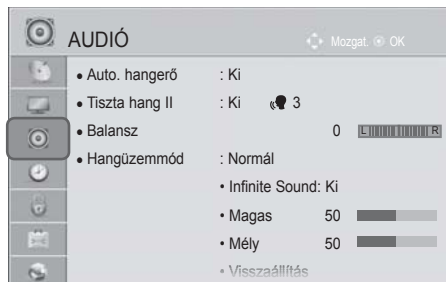 AUDIÓ
Mozgat. OK
• Auto. hangerő : Ki
• Tiszta hang II : Ki 3
• Balansz 0 L R
• Hangüzemmód : Normál
• Infinite Sound: Ki
• Magas 50
• Mély 50
• Visszaállítás